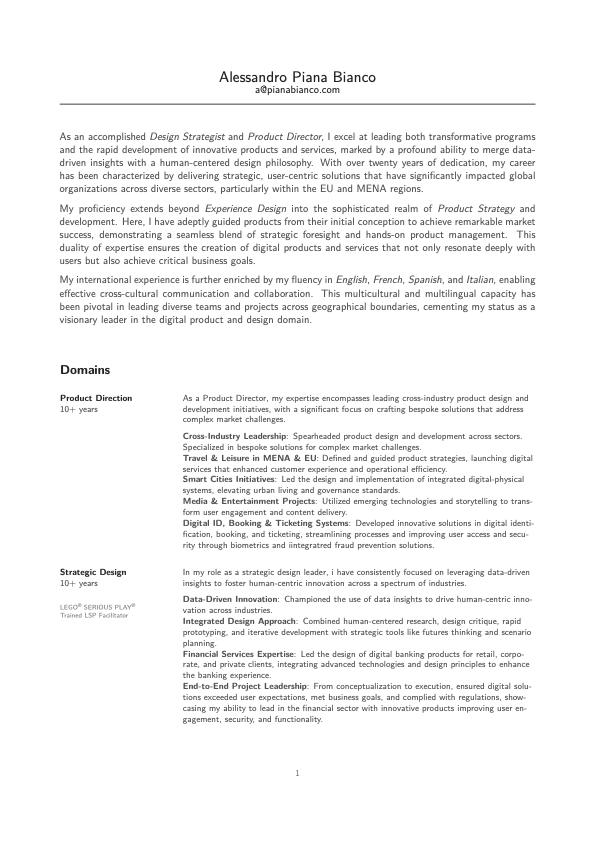 Alessandro Piana Bianco
a@pianabianco.com
As an accomplished Design Strategist and Product Director, I excel at leading both transformative programs
and the rapid development of innovative products and services, marked by a profound ability to merge data-
driven insights with a human-centered design philosophy. With over twenty years of dedication, my career
has been characterized by delivering strategic, user-centric solutions that have significantly impacted global
organizations across diverse sectors, particularly within the EU and MENA regions.
My proficiency extends beyond Experience Design into the sophisticated realm of Product Strategy and
development. Here, I have adeptly guided products from their initial conception to achieve remarkable market
success, demonstrating a seamless blend of strategic foresight and hands-on product management. This
duality of expertise ensures the creation of digital products and services that not only resonate deeply with
users but also achieve critical business goals.
My international experience is further enriched by my fluency in English, French, Spanish, and Italian, enabling
effective cross-cultural communication and collaboration. This multicultural and multilingual capacity has
been pivotal in leading diverse teams and projects across geographical boundaries, cementing my status as a
visionary leader in the digital product and design domain.
Domains
Product Direction
10+ years
As a Product Director, my expertise encompasses leading cross-industry product design and
development initiatives, with a significant focus on crafting bespoke solutions that address
complex market challenges.
Cross-Industry Leadership: Spearheaded product design and development across sectors.
Specialized in bespoke solutions for complex market challenges.
Travel & Leisure in MENA & EU: Defined and guided product strategies, launching digital
services that enhanced customer experience and operational efficiency.
Smart Cities Initiatives: Led the design and implementation of integrated digital-physical
systems, elevating urban living and governance standards.
Media & Entertainment Projects: Utilized emerging technologies and storytelling to trans-
form user engagement and content delivery.
Digital ID, Booking & Ticketing Systems: Developed innovative solutions in digital identi-
fication, booking, and ticketing, streamlining processes and improving user access and secu-
rity through biometrics and iintegrated fraud prevention solutions.
Strategic Design
10+ years
LEGO® SERIOUS PLAY®
Trained LSP Facilitator
In my role as a strategic design leader, i have consistently focused on leveraging data-driven
insights to foster human-centric innovation across a spectrum of industries.
Data-Driven Innovation: Championed the use of data insights to drive human-centric inno-
vation across industries.
Integrated Design Approach: Combined human-centered research, design critique, rapid
prototyping, and iterative development with strategic tools like futures thinking and scenario
planning.
Financial Services Expertise: Led the design of digital banking products for retail, corpo-
rate, and private clients, integrating advanced technologies and design principles to enhance
the banking experience.
End-to-End Project Leadership: From conceptualization to execution, ensured digital solu-
tions exceeded user expectations, met business goals, and complied with regulations, show-
casing my ability to lead in the financial sector with innovative products improving user en-
gagement, security, and functionality.
1